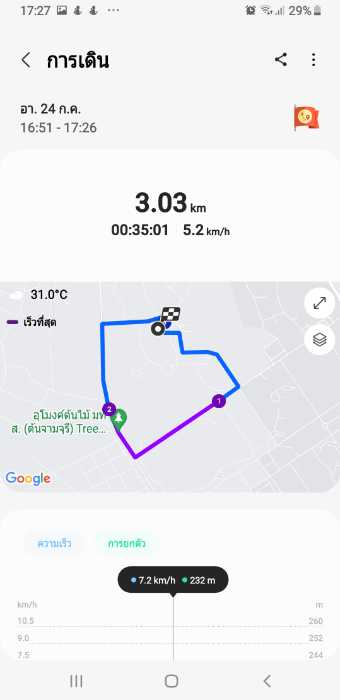 17:27 29%
การเดิน
อา. 24 ก.ค.
16:51 - 17:26
3.03 km
00:35:01 5.2 km/h
31.0°C
เร็วที่สุด
1
2
อุโมงค์ต้นไม้ มท
ส. (ต้นจามจุรี) Tree...
Google
ความเร็ว การยกตัว
7.2 km/h 232 m
km/h m
10.5 260
9.0 252
7.5 244